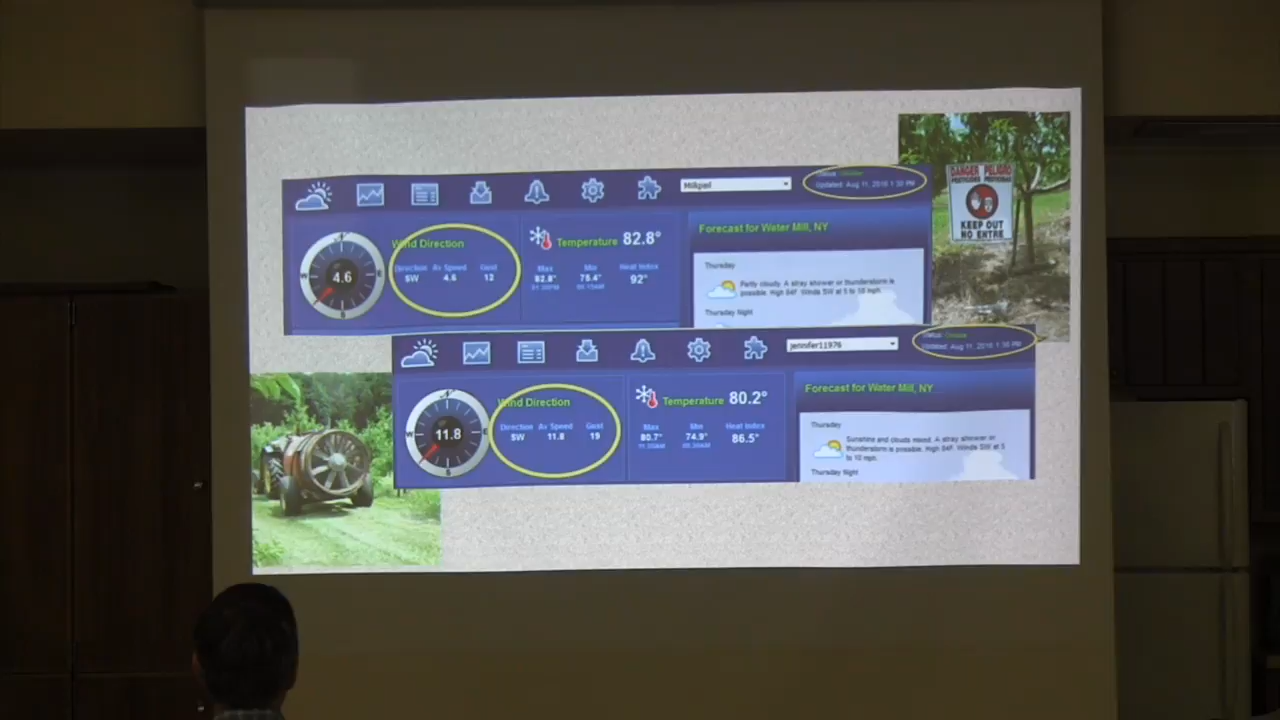 Updated: Aug 11, 2016 1:30 PM
Wind Direction
Direction Av Speed Gust
SW 4.6 12
4.6
N
W
E
S
Temperature 82.8°
Max Min Heat Index
82.8° 75.4° 92°
Forecast for Water Mill, NY
Thursday
Partly cloudy. A stray shower or thunderstorm is
possible. High 84F. Winds SW at 5 to 10 mph.
Thursday Night
DANGER PELIGRO
KEEP OUT
NO ENTRE
jennifer11976
Updated: Aug 11, 2016 1:36 PM
Wind Direction
Direction Av Speed Gust
SW 11.8 19
11.8
N
W
E
S
Temperature 80.2°
Max Min Heat Index
80.7° 74.9° 86.5°
Forecast for Water Mill, NY
Thursday
Sunshine and clouds mixed. A stray shower or
thunderstorm is possible. High 84F. Winds SW at 5
to 10 mph.
Thursday Night